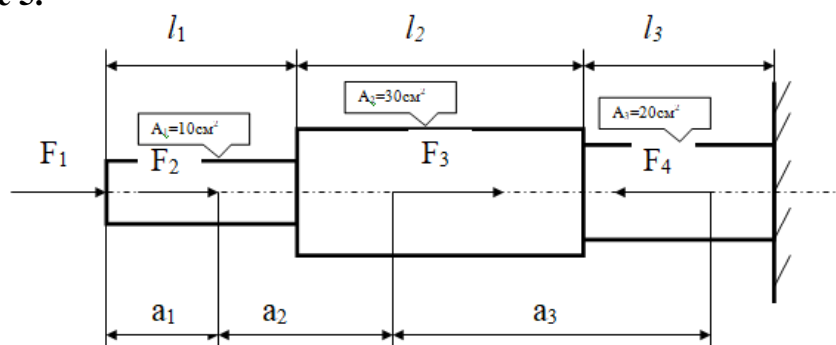 l₁ l₂ l₃
A₁=10см² A₂=30см² A₃=20см²
F₁ F₂ F₃ F₄
a₁ a₂ a₃